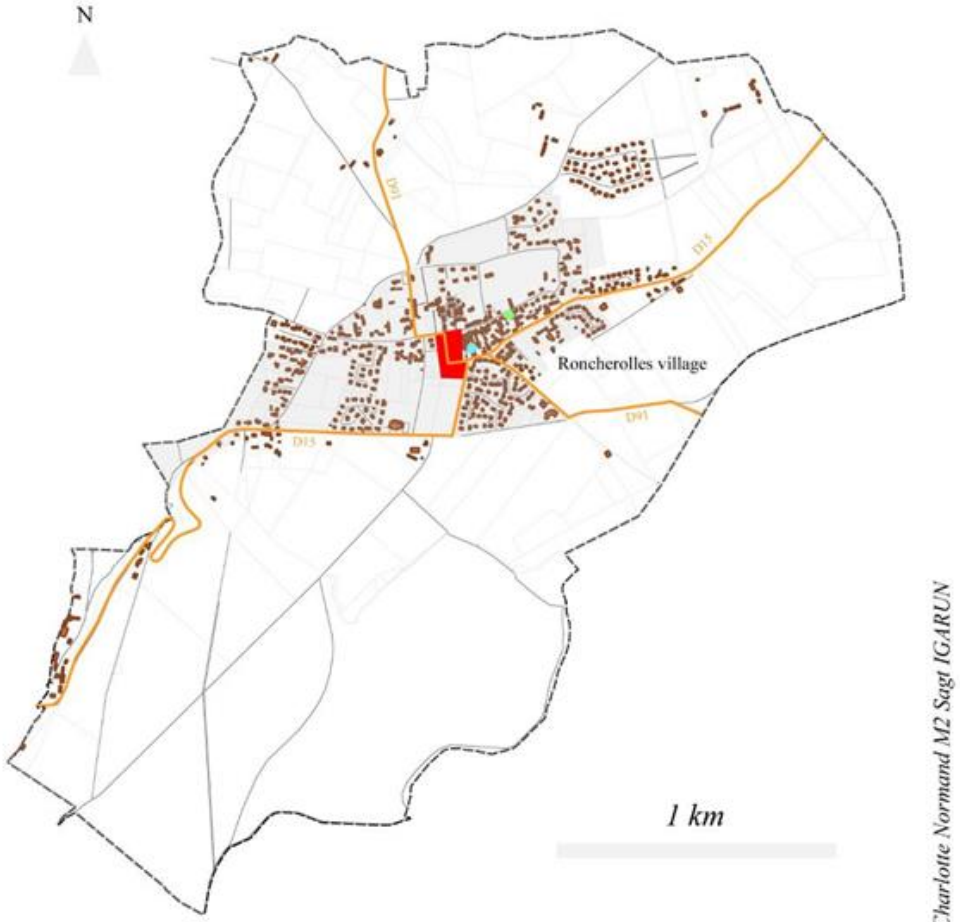 N
D91
D15
Roncherolles village
D91
D15
1 km
Charlotte Normand M2 Sagt IGARUN